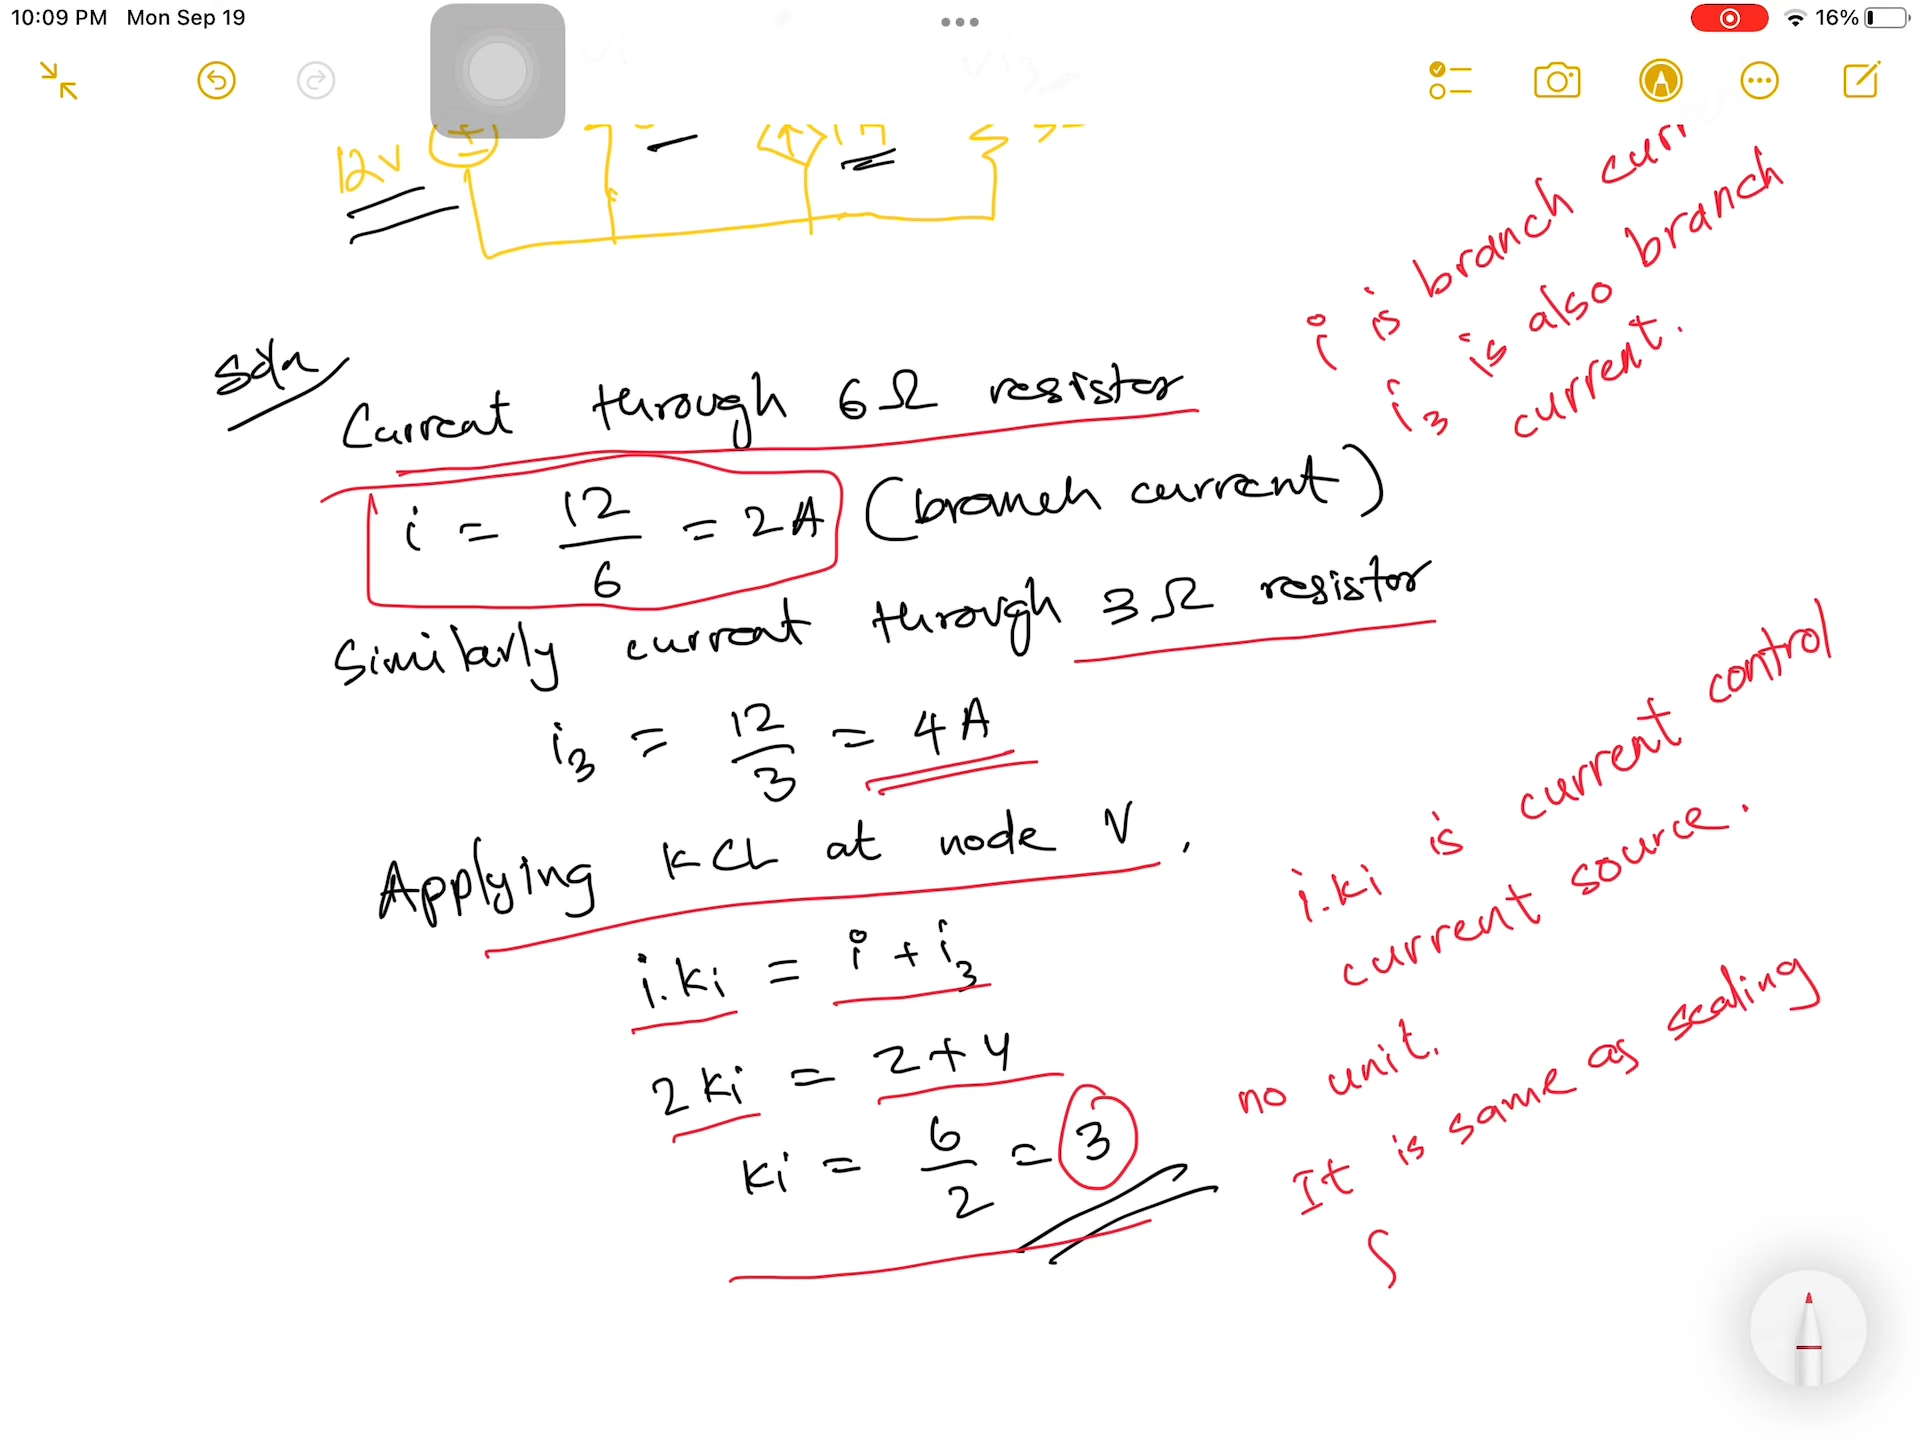 10:09 PM Mon Sep 19
16%
12V
i is branch
i3 is also branch
current.
Soln
Current through 6Ω resistor
i = 12/6 = 2A (branch current)
Similarly current through 3Ω resistor
i3 = 12/3 = 4A
Applying KCL at node V,
i.ki = i + i3
2ki = 2+4
ki = 6/2 = 3
i.ki is current control
current source.
no unit.
It is same as scaling